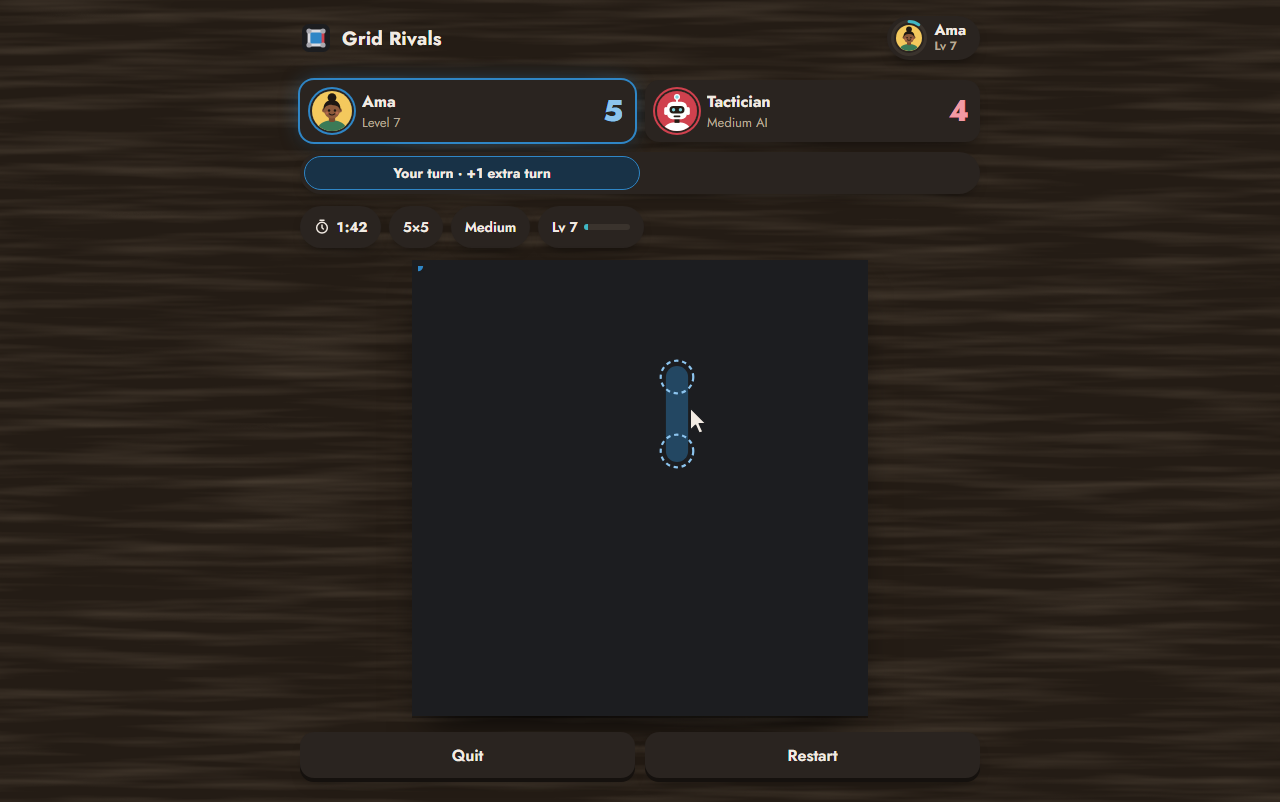 Grid Rivals
Ama
Lv 7
Ama
Level 7
5
Tactician
Medium AI
4
Your turn · +1 extra turn
1:42
5×5
Medium
Lv 7
Quit
Restart